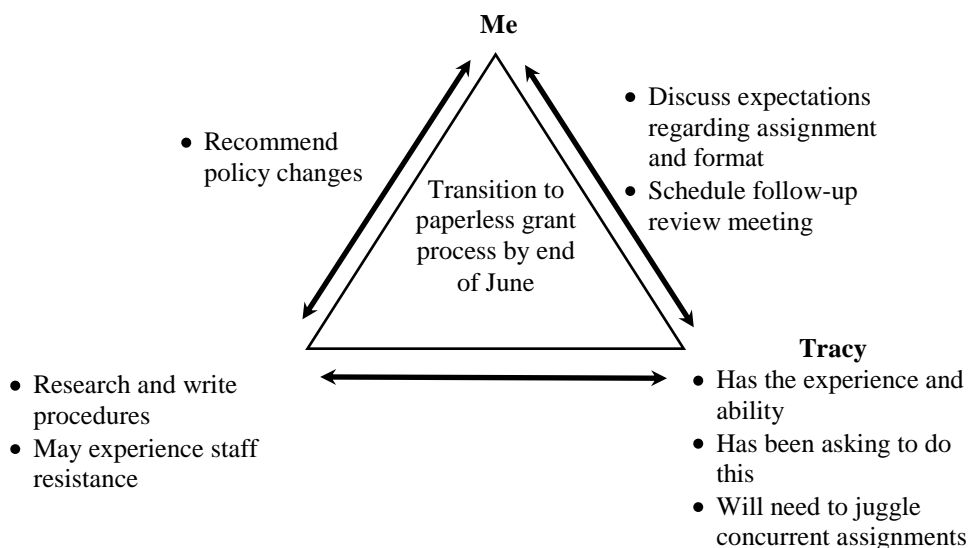 Me
• Recommend
policy changes
• Discuss expectations
regarding assignment
and format
• Schedule follow-up
review meeting
Transition to
paperless grant
process by end
of June
• Research and write
procedures
• May experience staff
resistance
Tracy
• Has the experience and
ability
• Has been asking to do
this
• Will need to juggle
concurrent assignments